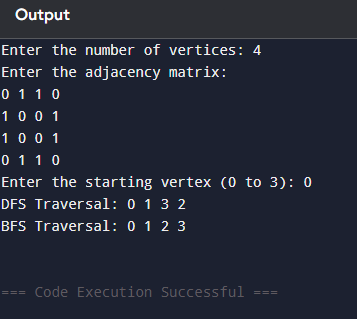 Output
Enter the number of vertices: 4
Enter the adjacency matrix:
0 1 1 0
1 0 0 1
1 0 0 1
0 1 1 0
Enter the starting vertex (0 to 3): 0
DFS Traversal: 0 1 3 2
BFS Traversal: 0 1 2 3
=== Code Execution Successful ===